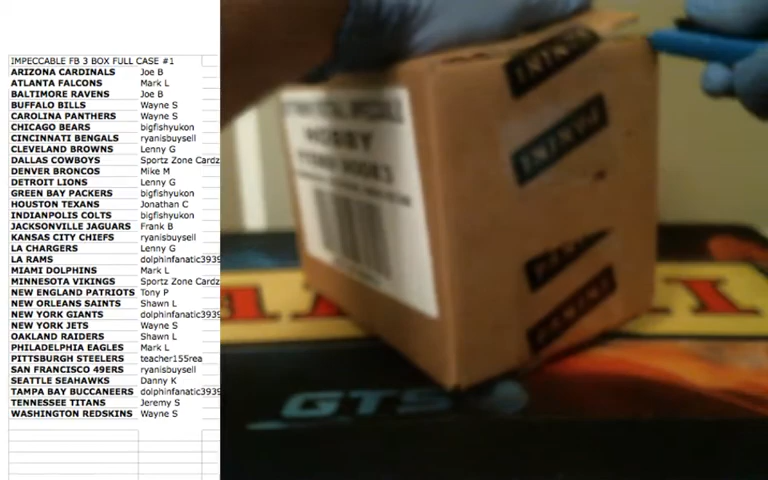 IMPECCABLE FB 3 BOX FULL CASE #1
ARIZONA CARDINALS Joe B
ATLANTA FALCONS Mark L
BALTIMORE RAVENS Joe B
BUFFALO BILLS Wayne S
CAROLINA PANTHERS Wayne S
CHICAGO BEARS bigfishyukon
CINCINNATI BENGALS ryanisbuysell
CLEVELAND BROWNS Lenny G
DALLAS COWBOYS Sportz Zone Cardz
DENVER BRONCOS Mike M
DETROIT LIONS Lenny G
GREEN BAY PACKERS bigfishyukon
HOUSTON TEXANS Jonathan C
INDIANPOLIS COLTS bigfishyukon
JACKSONVILLE JAGUARS Frank B
KANSAS CITY CHIEFS ryanisbuysell
LA CHARGERS Lenny G
LA RAMS dolphinfanatic3939
MIAMI DOLPHINS Mark L
MINNESOTA VIKINGS Sportz Zone Cardz
NEW ENGLAND PATRIOTS Tony P
NEW ORLEANS SAINTS Shawn L
NEW YORK GIANTS dolphinfanatic3939
NEW YORK JETS Wayne S
OAKLAND RAIDERS Shawn L
PHILADELPHIA EAGLES Mark L
PITTSBURGH STEELERS teacher155rea
SAN FRANCISCO 49ERS ryanisbuysell
SEATTLE SEAHAWKS Danny K
TAMPA BAY BUCCANEERS dolphinfanatic3939
TENNESSEE TITANS Jeremy S
WASHINGTON REDSKINS Wayne S
HOBBY
PANINI
PANINI
PANINI
GTS